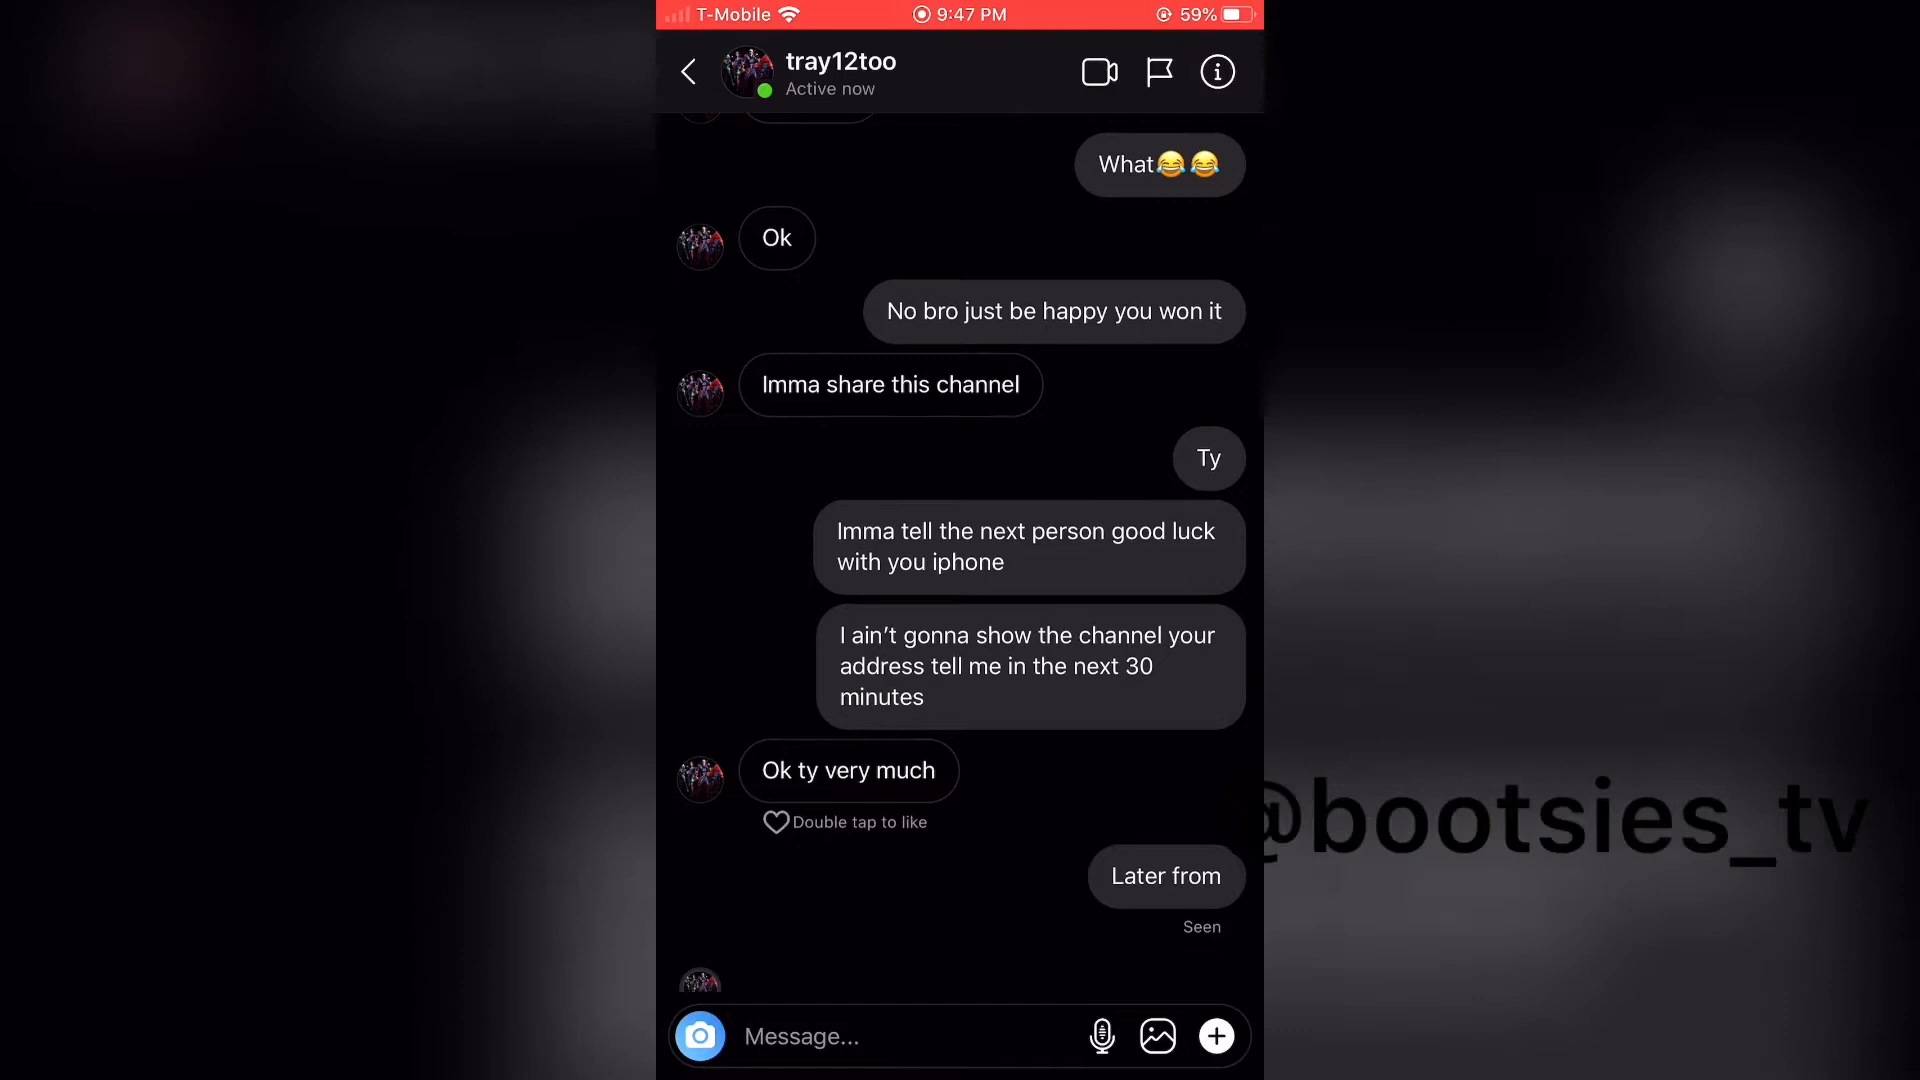 T-Mobile 9:47 PM 59%
tray12too
Active now
What😂😂
Ok
No bro just be happy you won it
Imma share this channel
Ty
Imma tell the next person good luck
with you iphone
I ain’t gonna show the channel your
address tell me in the next 30
minutes
Ok ty very much
Double tap to like
@bootsies_tv
Later from
Seen
Message...